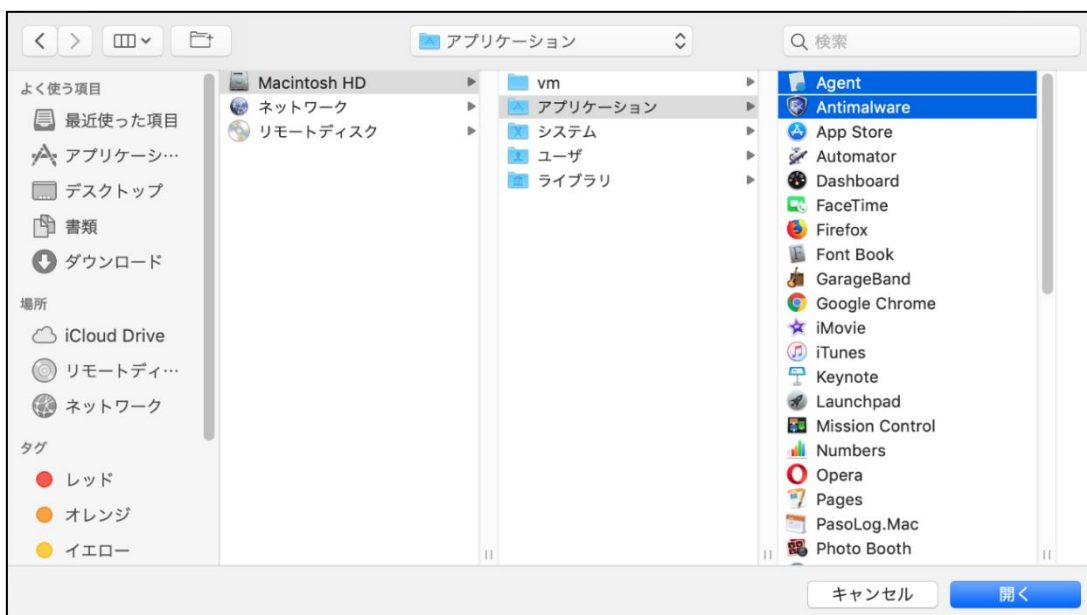 アプリケーション
検索
よく使う項目
最近使った項目
アプリケーシ…
デスクトップ
書類
ダウンロード
場所
iCloud Drive
リモートディ…
ネットワーク
タグ
レッド
オレンジ
イエロー
Macintosh HD
ネットワーク
リモートディスク
vm
アプリケーション
システム
ユーザ
ライブラリ
Agent
Antimalware
App Store
Automator
Dashboard
FaceTime
Firefox
Font Book
GarageBand
Google Chrome
iMovie
iTunes
Keynote
Launchpad
Mission Control
Numbers
Opera
Pages
PasoLog.Mac
Photo Booth
キャンセル
開く